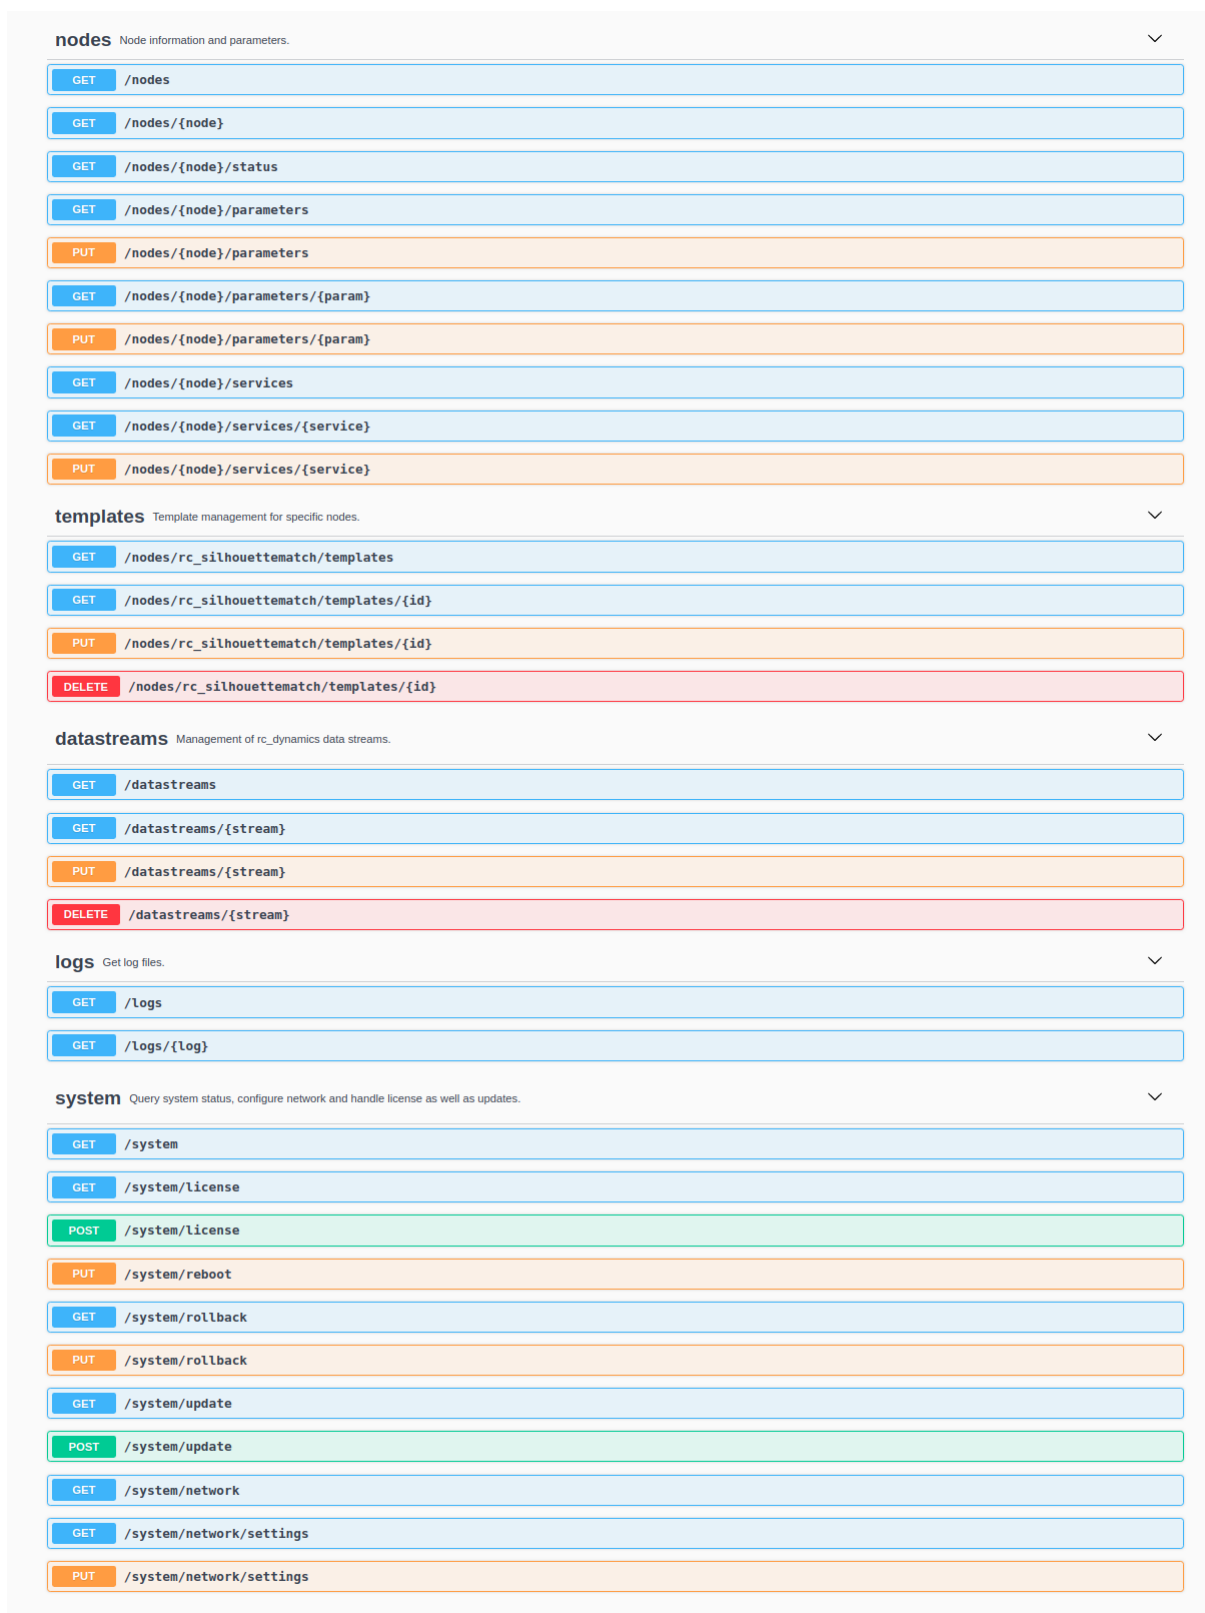 nodes Node information and parameters.
GET /nodes
GET /nodes/{node}
GET /nodes/{node}/status
GET /nodes/{node}/parameters
PUT /nodes/{node}/parameters
GET /nodes/{node}/parameters/{param}
PUT /nodes/{node}/parameters/{param}
GET /nodes/{node}/services
GET /nodes/{node}/services/{service}
PUT /nodes/{node}/services/{service}
templates Template management for specific nodes.
GET /nodes/rc_silhouettematch/templates
GET /nodes/rc_silhouettematch/templates/{id}
PUT /nodes/rc_silhouettematch/templates/{id}
DELETE /nodes/rc_silhouettematch/templates/{id}
datastreams Management of rc_dynamics data streams.
GET /datastreams
GET /datastreams/{stream}
PUT /datastreams/{stream}
DELETE /datastreams/{stream}
logs Get log files.
GET /logs
GET /logs/{log}
system Query system status, configure network and handle license as well as updates.
GET /system
GET /system/license
POST /system/license
PUT /system/reboot
GET /system/rollback
PUT /system/rollback
GET /system/update
POST /system/update
GET /system/network
GET /system/network/settings
PUT /system/network/settings